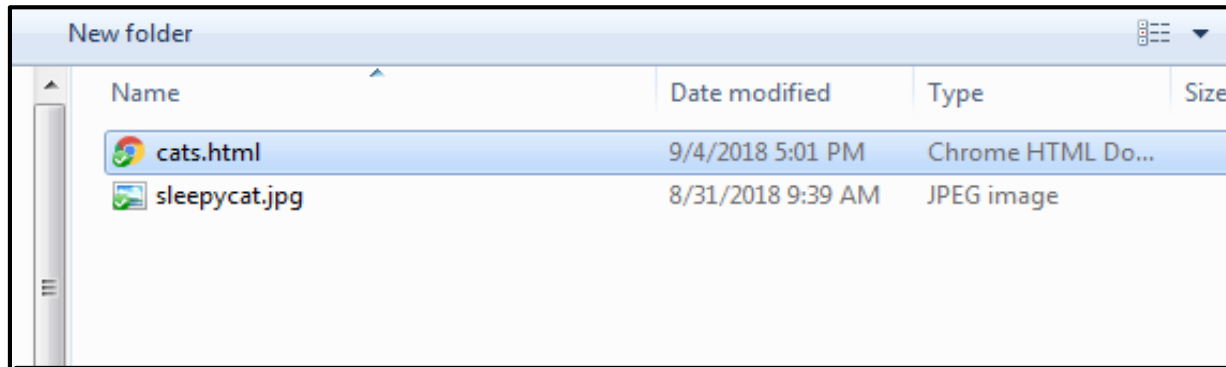 New folder
Name Date modified Type Size
cats.html 9/4/2018 5:01 PM Chrome HTML Do...
sleepycat.jpg 8/31/2018 9:39 AM JPEG image